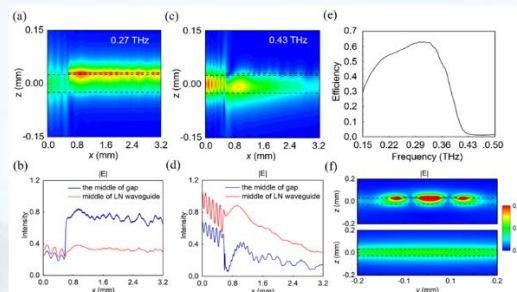 (a)
0.27 THz
z (mm)
0.15
0.00
-0.15
0.0 0.8 1.6 2.4 3.2
x (mm)
(c)
0.43 THz
z (mm)
0.15
0.00
-0.15
0.0 0.8 1.6 2.4 3.2
x (mm)
(e)
Efficiency
0.7
0.6
0.5
0.4
0.3
0.2
0.1
0.0
0.15 0.22 0.29 0.36 0.43 0.50
Frequency (THz)
(b)
|E|
the middle of gap
middle of LN waveguide
Intensity
1.2
0.8
0.4
0.0
0.0 0.8 1.6 2.4 3.2
x (mm)
(d)
|E|
the middle of gap
middle of LN waveguide
Intensity
1.2
0.8
0.4
0.0
0.0 0.8 1.6 2.4 3.2
x (mm)
(f)
|E|
z (mm)
0.2
0.0
-0.2
z (mm)
0.2
0.0
-0.2
-0.2 -0.1 0.0 0.1 0.2